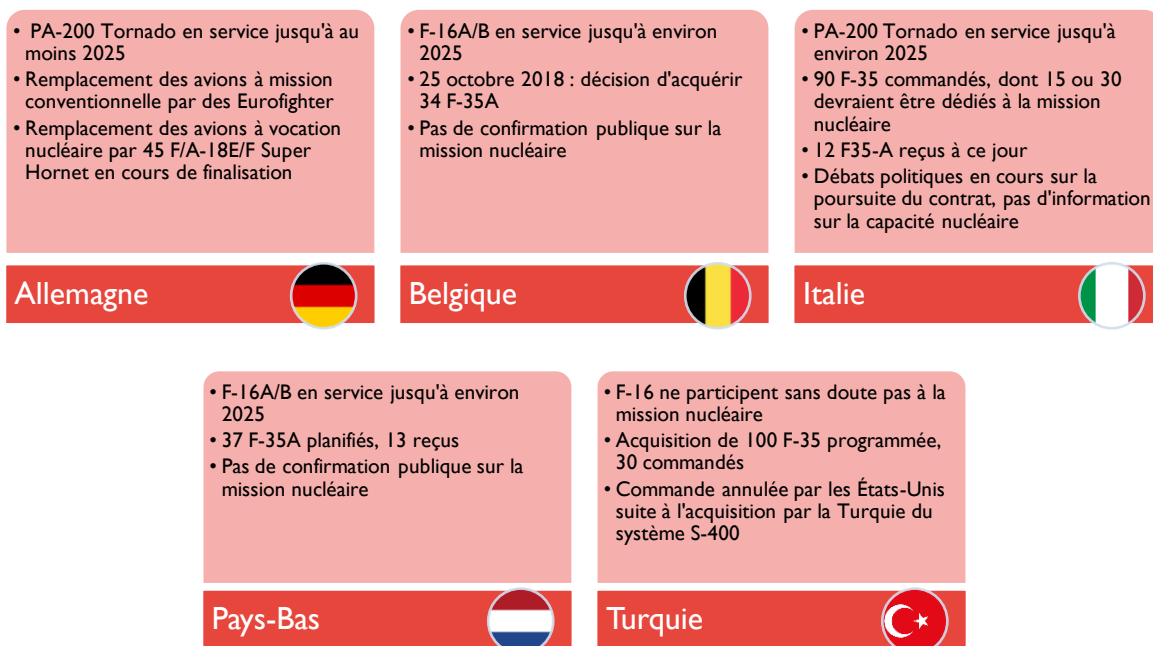 • PA-200 Tornado en service jusqu'à au
moins 2025
• Remplacement des avions à mission
conventionnelle par des Eurofighter
• Remplacement des avions à vocation
nucléaire par 45 F/A-18E/F Super
Hornet en cours de finalisation
Allemagne
• F-16A/B en service jusqu'à environ
2025
• 25 octobre 2018 : décision d'acquérir
34 F-35A
• Pas de confirmation publique sur la
mission nucléaire
Belgique
• PA-200 Tornado en service jusqu'à
environ 2025
• 90 F-35 commandés, dont 15 ou 30
devraient être dédiés à la mission
nucléaire
• 12 F35-A reçus à ce jour
• Débats politiques en cours sur la
poursuite du contrat, pas d'information
sur la capacité nucléaire
Italie
• F-16A/B en service jusqu'à environ
2025
• 37 F-35A planifiés, 13 reçus
• Pas de confirmation publique sur la
mission nucléaire
Pays-Bas
• F-16 ne participent sans doute pas à la
mission nucléaire
• Acquisition de 100 F-35 programmée,
30 commandés
• Commande annulée par les États-Unis
suite à l'acquisition par la Turquie du
système S-400
Turquie